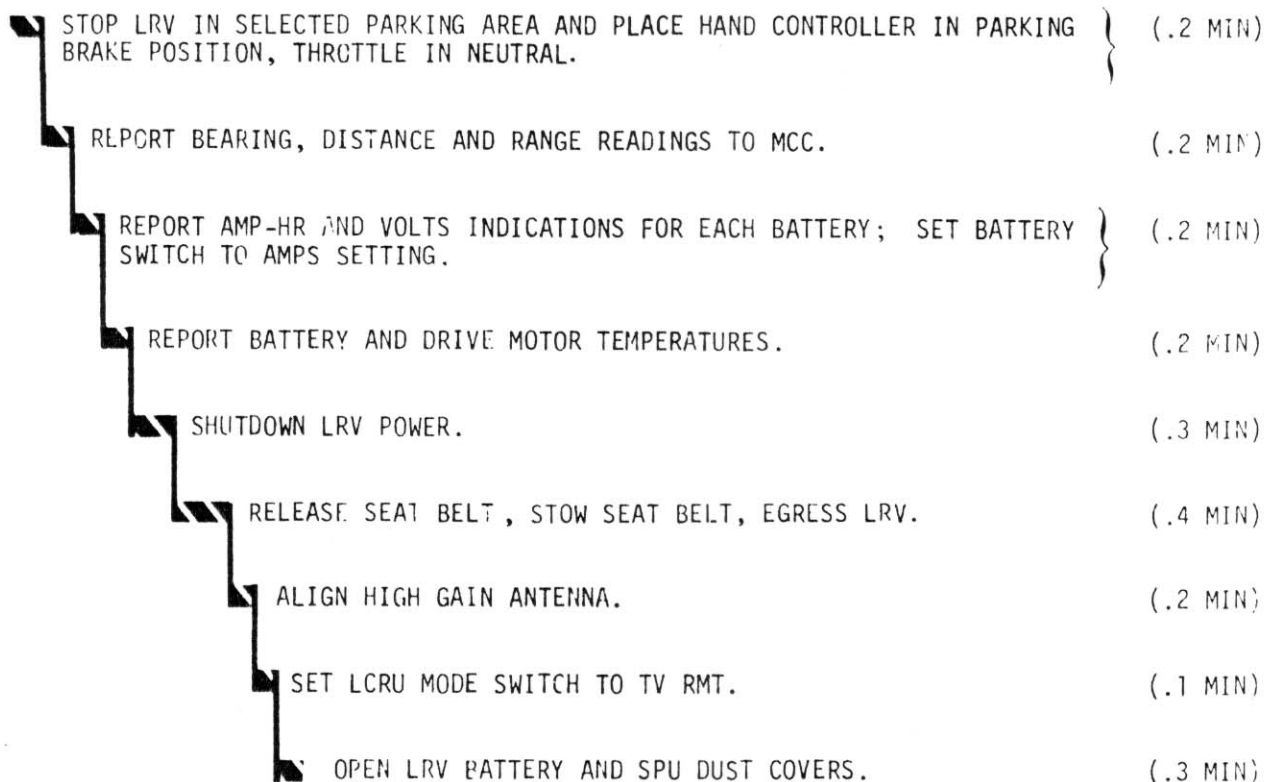 STOP LRV IN SELECTED PARKING AREA AND PLACE HAND CONTROLLER IN PARKING (.2 MIN)
BRAKE POSITION, THROTTLE IN NEUTRAL.
REPORT BEARING, DISTANCE AND RANGE READINGS TO MCC. (.2 MIN)
REPORT AMP-HR AND VOLTS INDICATIONS FOR EACH BATTERY; SET BATTERY (.2 MIN)
SWITCH TO AMPS SETTING.
REPORT BATTERY AND DRIVE MOTOR TEMPERATURES. (.2 MIN)
SHUTDOWN LRV POWER. (.3 MIN)
RELEASE SEAT BELT, STOW SEAT BELT, EGRESS LRV. (.4 MIN)
ALIGN HIGH GAIN ANTENNA. (.2 MIN)
SET LCRU MODE SWITCH TO TV RMT. (.1 MIN)
OPEN LRV BATTERY AND SPU DUST COVERS. (.3 MIN)